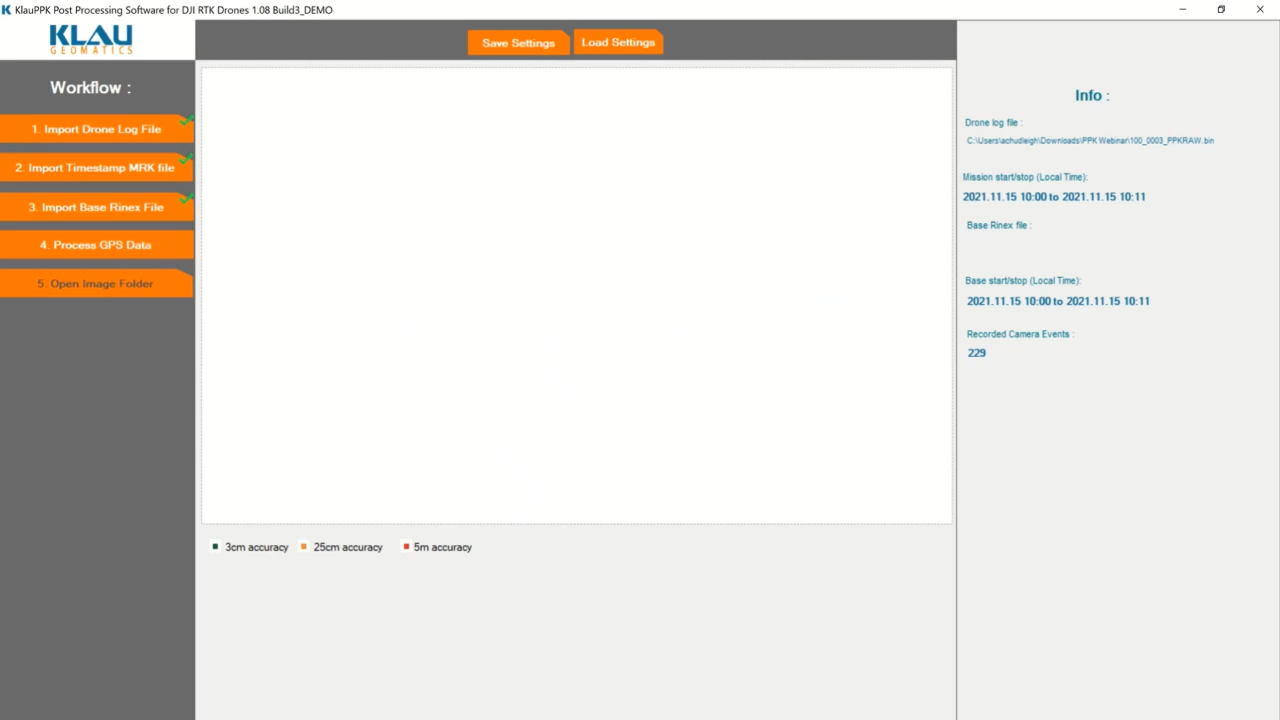 KlauPPK Post Processing Software for DJI RTK Drones 1.08 Build3_DEMO
KLAU
GEOMATICS
Save Settings
Load Settings
Workflow :
1. Import Drone Log File
2. Import Timestamp MRK file
3. Import Base Rinex File
4. Process GPS Data
5. Open Image Folder
3cm accuracy
25cm accuracy
5m accuracy
Info :
Drone log file :
C:\Users\achudleigh\Downloads\PPK Webinar\100_0003_PPKRAW.bin
Mission start/stop (Local Time):
2021.11.15 10:00 to 2021.11.15 10:11
Base Rinex file :
Base start/stop (Local Time):
2021.11.15 10:00 to 2021.11.15 10:11
Recorded Camera Events :
229